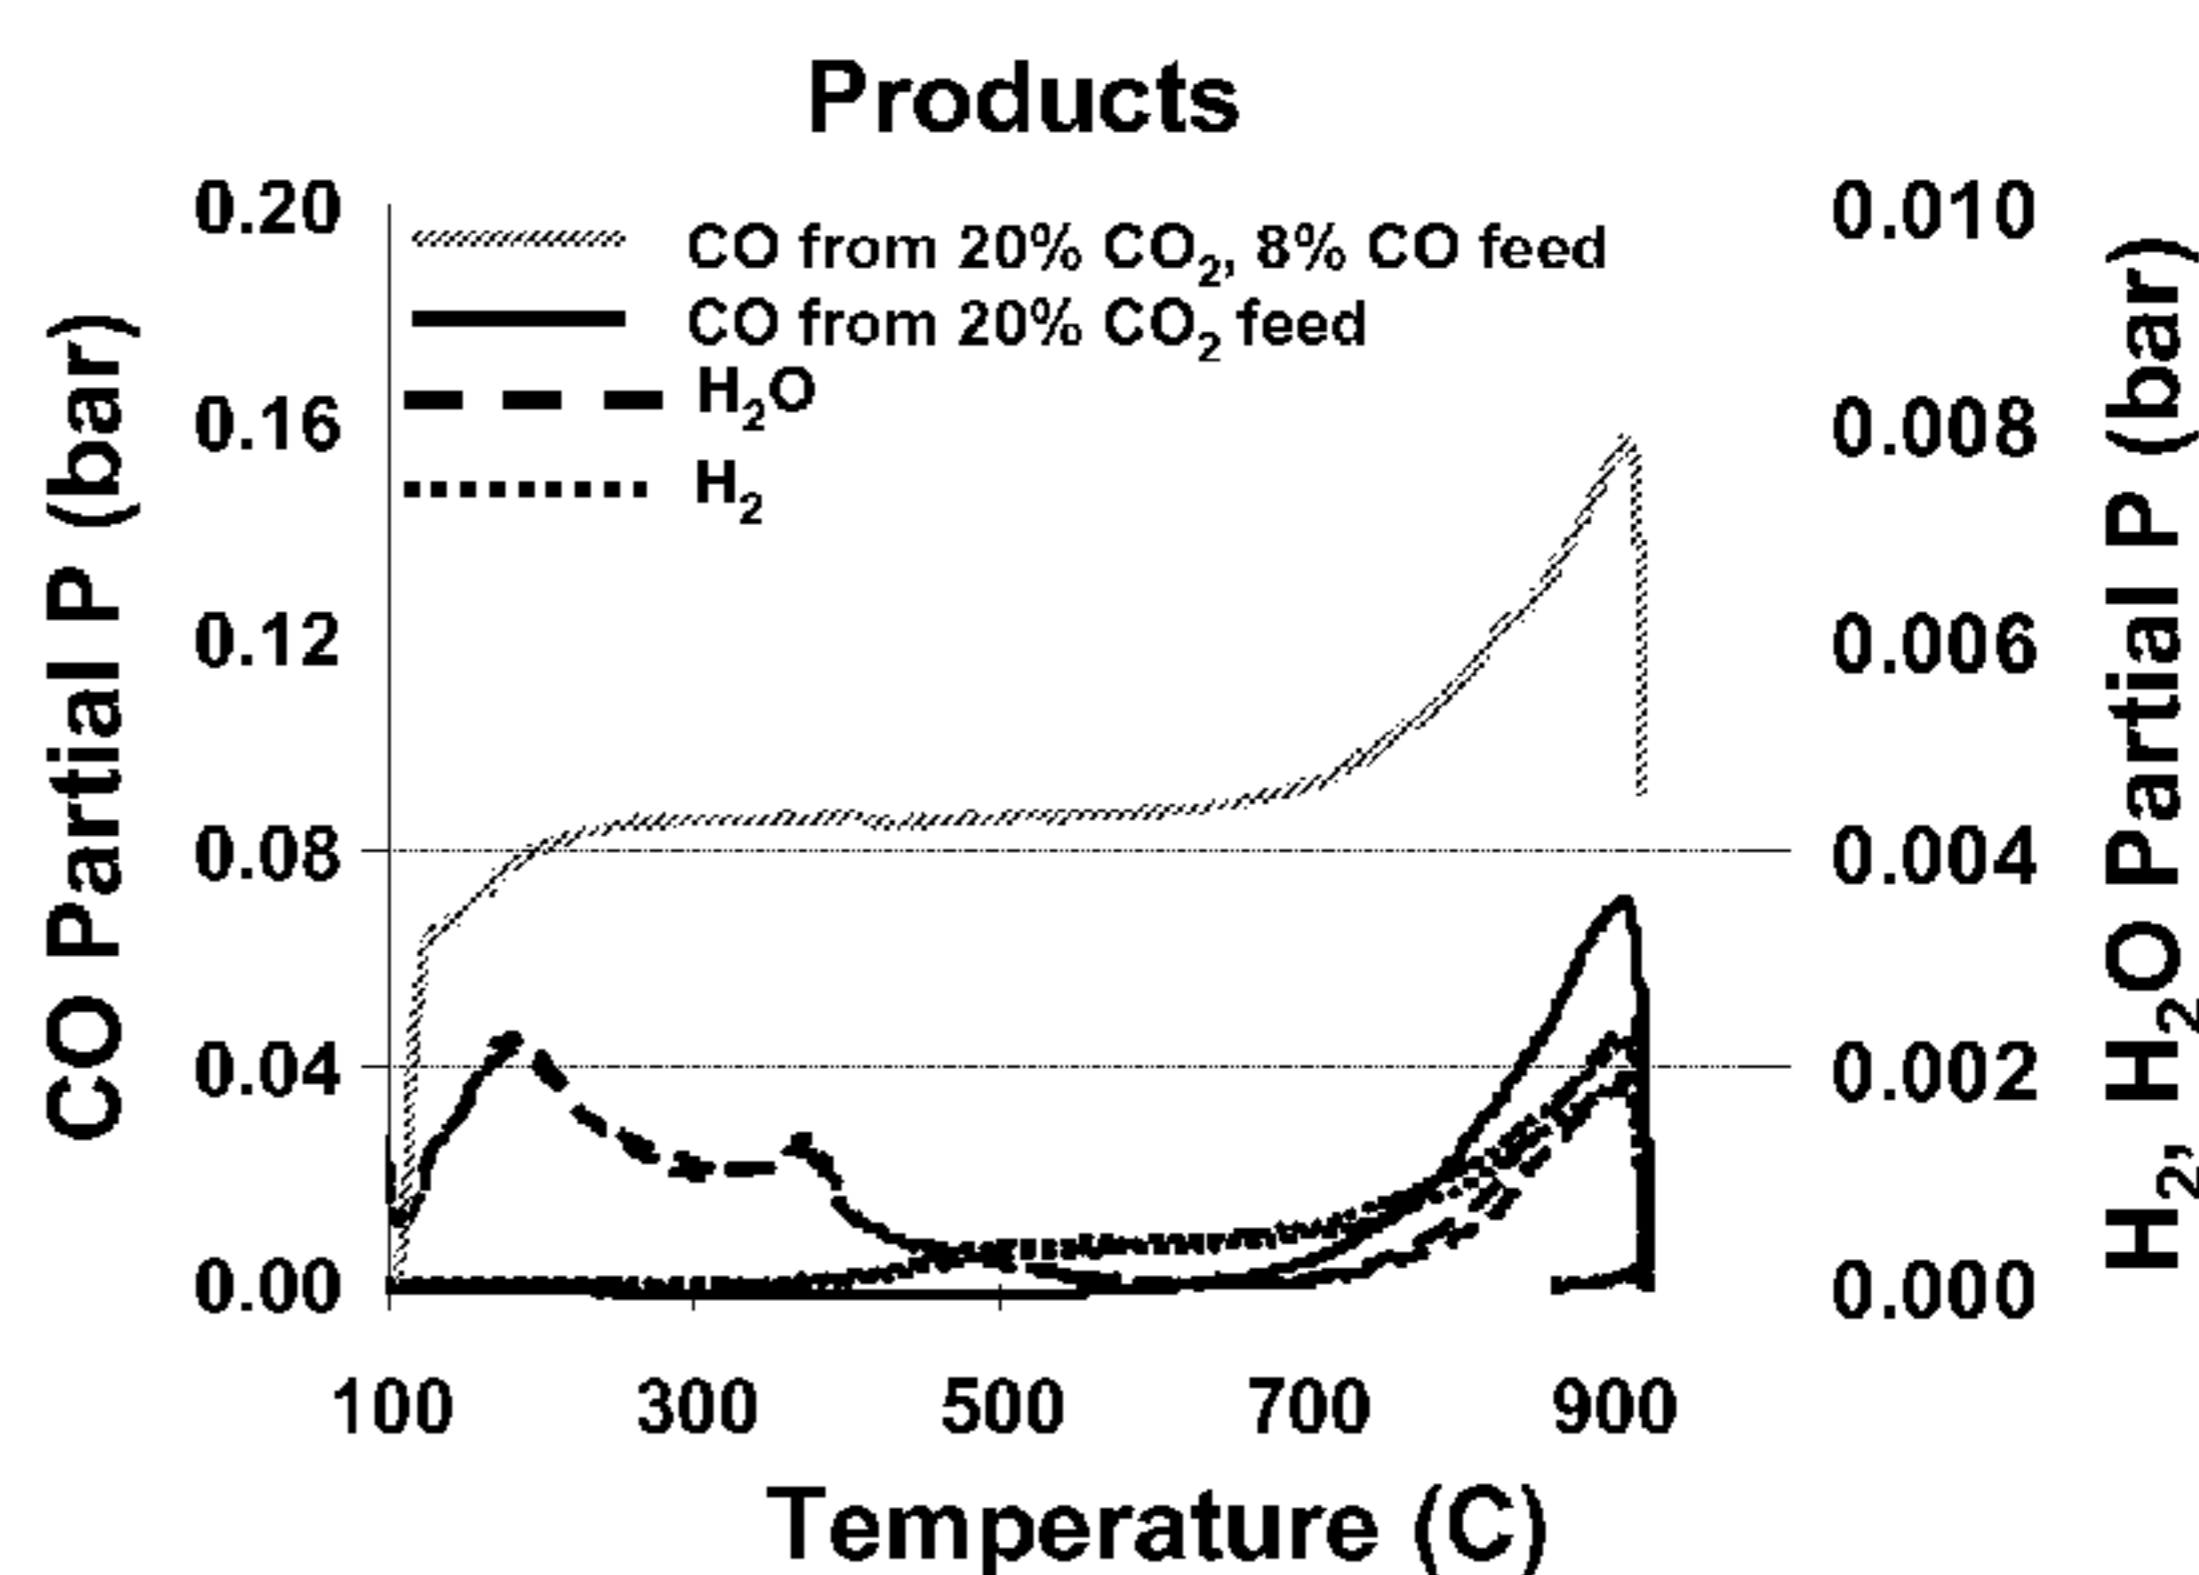 Products
CO Partial P (bar)
0.20
0.16
0.12
0.08
0.04
0.00
CO from 20% CO₂, 8% CO feed
CO from 20% CO₂ feed
H₂O
H₂
0.010
0.008
0.006
0.004
0.002
0.000
H₂, H₂O Partial P (bar)
100 300 500 700 900
Temperature (C)